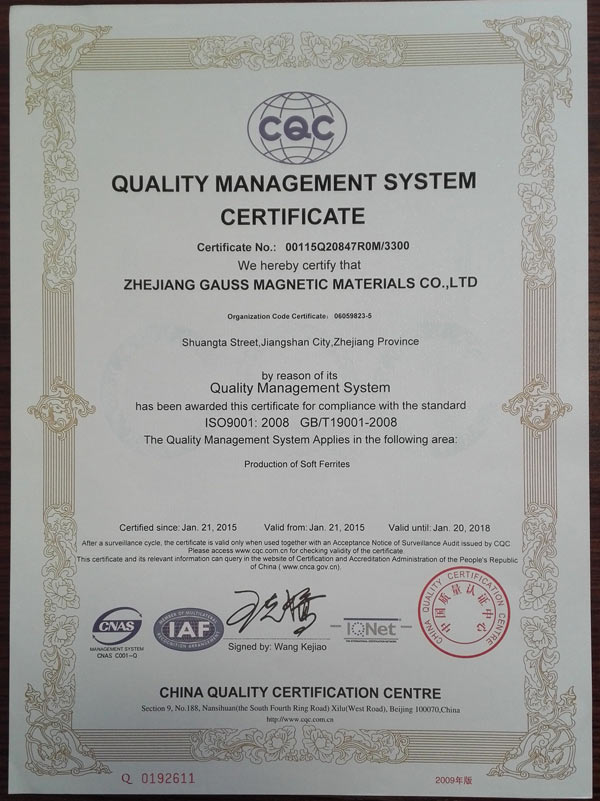 CQC
QUALITY MANAGEMENT SYSTEM
CERTIFICATE
Certificate No.: 00115Q20847R0M/3300
We hereby certify that
ZHEJIANG GAUSS MAGNETIC MATERIALS CO.,LTD
Organization Code Certificate: 06059823-5
Shuangta Street,Jiangshan City,Zhejiang Province
by reason of its
Quality Management System
has been awarded this certificate for compliance with the standard
ISO9001: 2008 GB/T19001-2008
The Quality Management System Applies in the following area:
Production of Soft Ferrites
Certified since: Jan. 21, 2015 Valid from: Jan. 21, 2015 Valid until: Jan. 20, 2018
After a surveillance cycle, the certificate is valid only when used together with an Acceptance Notice of Surveillance Audit issued by CQC
Please access www.cqc.com.cn for checking validity of the certificate.
This certificate and its relevant information can query in the website of Certification and Accreditation Administration of the People's Republic
of China ( www.cnca.gov.cn).
CNAS
MANAGEMENT SYSTEM
CNAS C001-Q
MEMBER OF MULTILATERAL
IAF
RECOGNITION ARRANGEMENT
Signed by: Wang Kejiao
IQNet
THE INTERNATIONAL CERTIFICATION NETWORK
CHINA QUALITY CERTIFICATION CENTRE
中国质量认证中心
CHINA QUALITY CERTIFICATION CENTRE
Section 9, No.188, Nansihuan(the South Fourth Ring Road) Xilu(West Road), Beijing 100070,China
http://www.cqc.com.cn
Q 0192611
2009年版